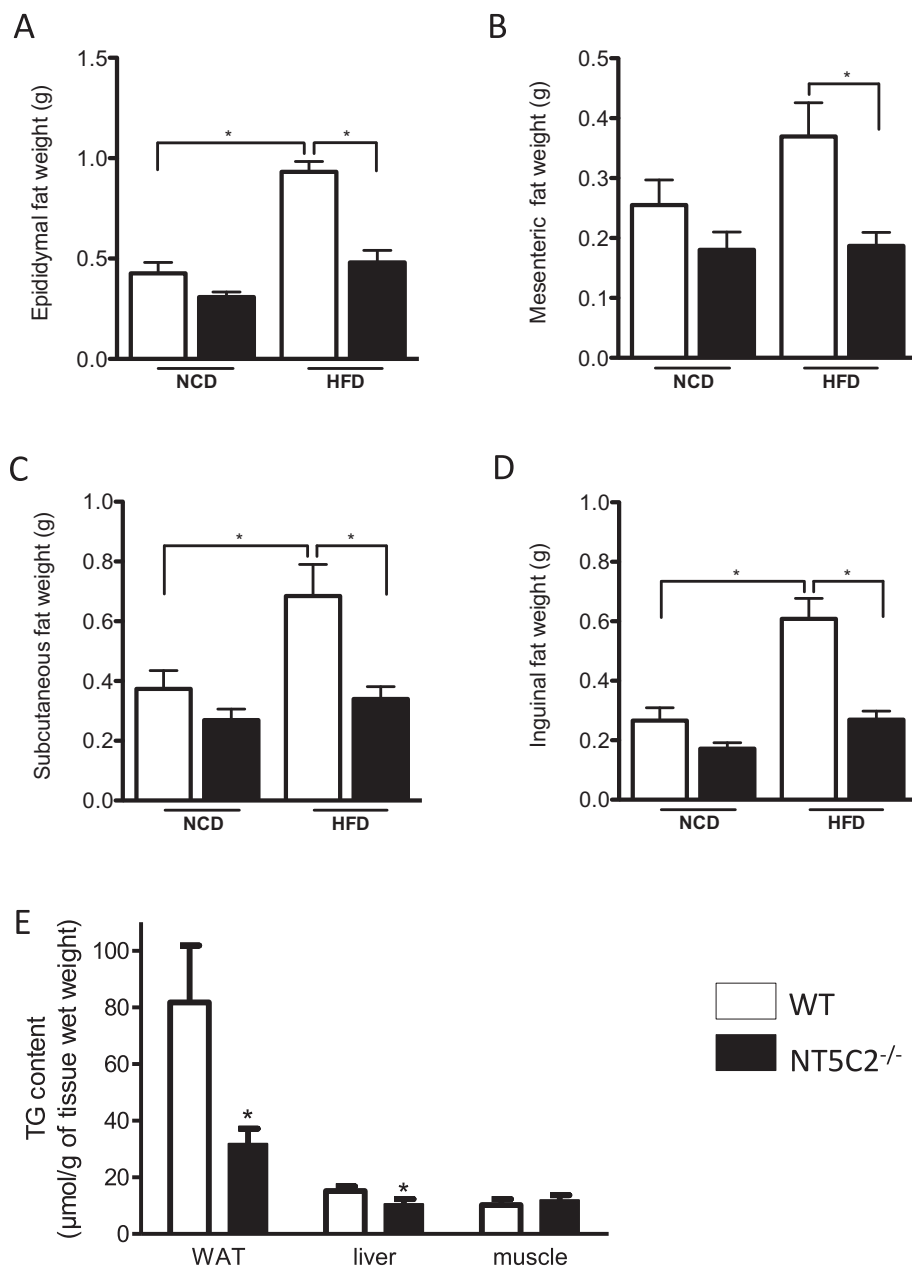 A
Epididymal fat weight (g)
1.5
1.0
0.5
0.0
*
*
NCD
HFD
B
Mesenteric fat weight (g)
0.5
0.4
0.3
0.2
0.1
0.0
*
NCD
HFD
C
Subcutaneous fat weight (g)
1.0
0.8
0.6
0.4
0.2
0.0
*
*
NCD
HFD
D
Inguinal fat weight (g)
1.0
0.8
0.6
0.4
0.2
0.0
*
*
NCD
HFD
E
TG content
(μmol/g of tissue wet weight)
100
80
60
40
20
0
*
*
WAT
liver
muscle
WT
NT5C2-/-